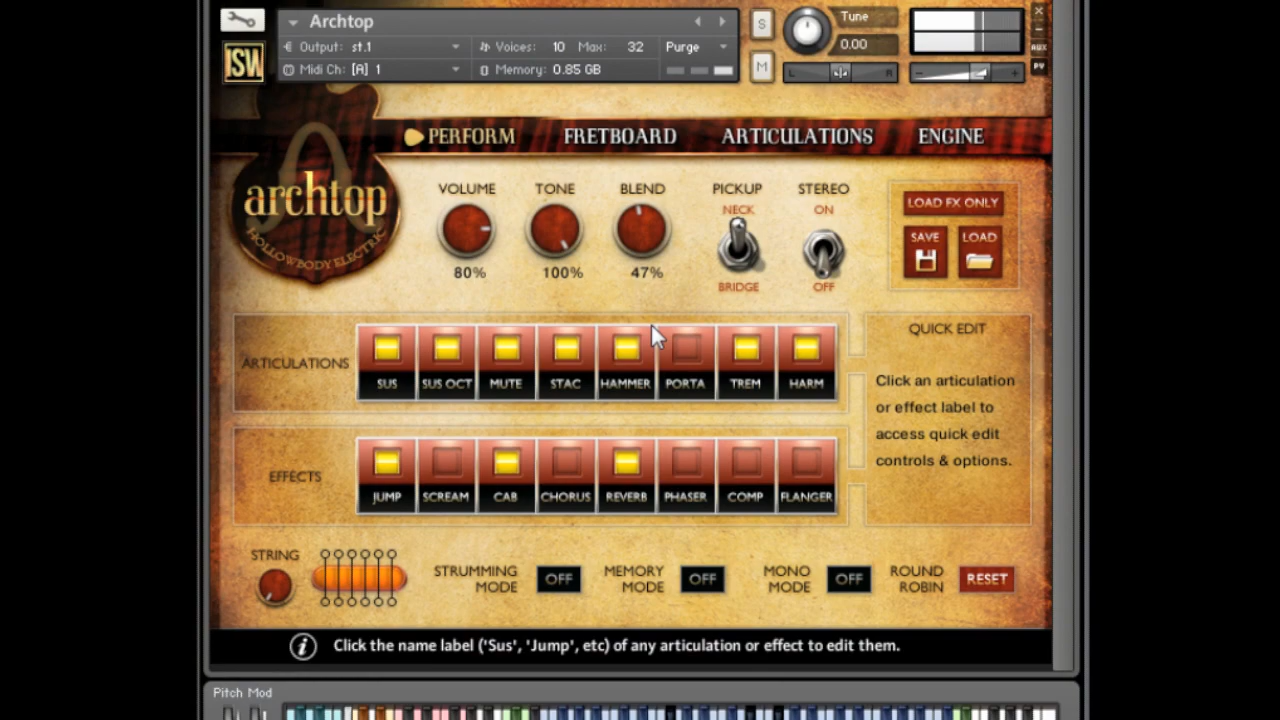 Archtop
S
Tune
Output: st.1
Voices: 10 Max: 32
Purge
0.00
AUX
ISW
Midi Ch: [A] 1
Memory: 0.85 GB
M
L
R
PV
PERFORM FRETBOARD ARTICULATIONS ENGINE
archtop
HOLLOWBODY ELECTRIC
VOLUME TONE BLEND PICKUP STEREO
NECK ON
LOAD FX ONLY
SAVE LOAD
80% 100% 47%
BRIDGE OFF
ARTICULATIONS
SUS SUS OCT MUTE STAC HAMMER PORTA TREM HARM
QUICK EDIT
Click an articulation
or effect label to
access quick edit
controls & options.
EFFECTS
JUMP SCREAM CAB CHORUS REVERB PHASER COMP FLANGER
STRING
STRUMMING
MODE
OFF
MEMORY
MODE
OFF
MONO
MODE
OFF
ROUND
ROBIN
RESET
Click the name label ('Sus', 'Jump', etc) of any articulation or effect to edit them.
Pitch Mod